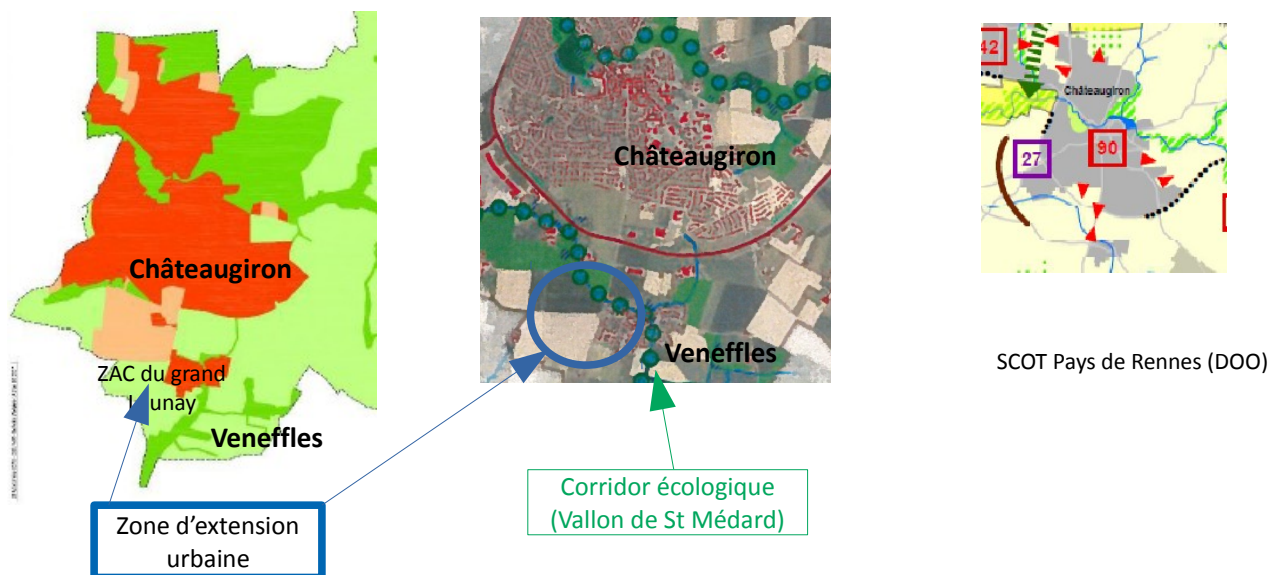 Châteaugiron
ZAC du grand
Launay
Veneffles
Zone d'extension
urbaine
Châteaugiron
Veneffles
Corridor écologique
(Vallon de St Médard)
42
Châteaugiron
27
90
SCOT Pays de Rennes (DOO)